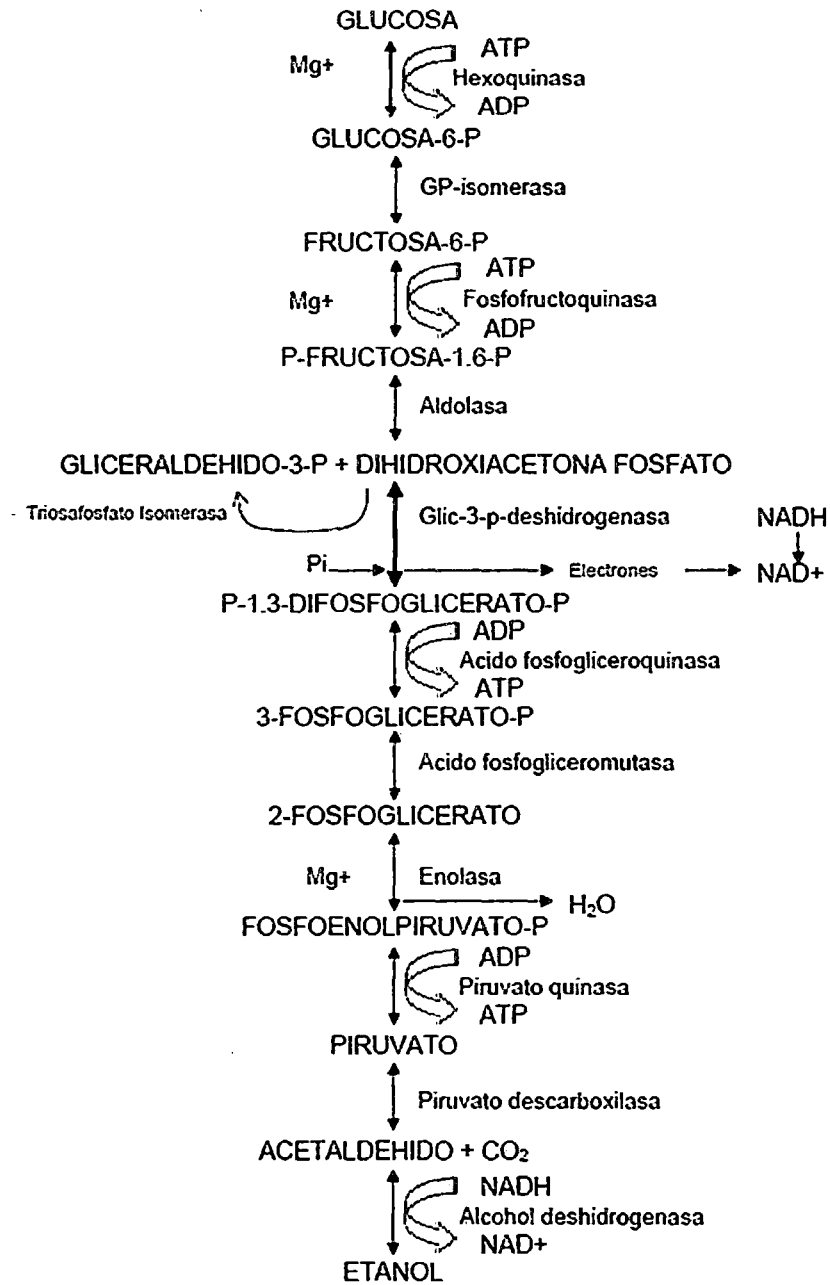 GLUCOSA
ATP
Mg+
Hexoquinasa
ADP
GLUCOSA-6-P
GP-isomerasa
FRUCTOSA-6-P
ATP
Mg+
Fosfofructoquinasa
ADP
P-FRUCTOSA-1.6-P
Aldolasa
GLICERALDEHIDO-3-P + DIHIDROXIACETONA FOSFATO
- Triosafosfato Isomerasa
Glic-3-p-deshidrogenasa
NADH
Pi
Electrones
NAD+
P-1.3-DIFOSFOGLICERATO-P
ADP
Acido fosfogliceroquinasa
ATP
3-FOSFOGLICERATO-P
Acido fosfogliceromutasa
2-FOSFOGLICERATO
Mg+
Enolasa
H₂O
FOSFOENOLPIRUVATO-P
ADP
Piruvato quinasa
ATP
PIRUVATO
Piruvato descarboxilasa
ACETALDEHIDO + CO₂
NADH
Alcohol deshidrogenasa
NAD+
ETANOL